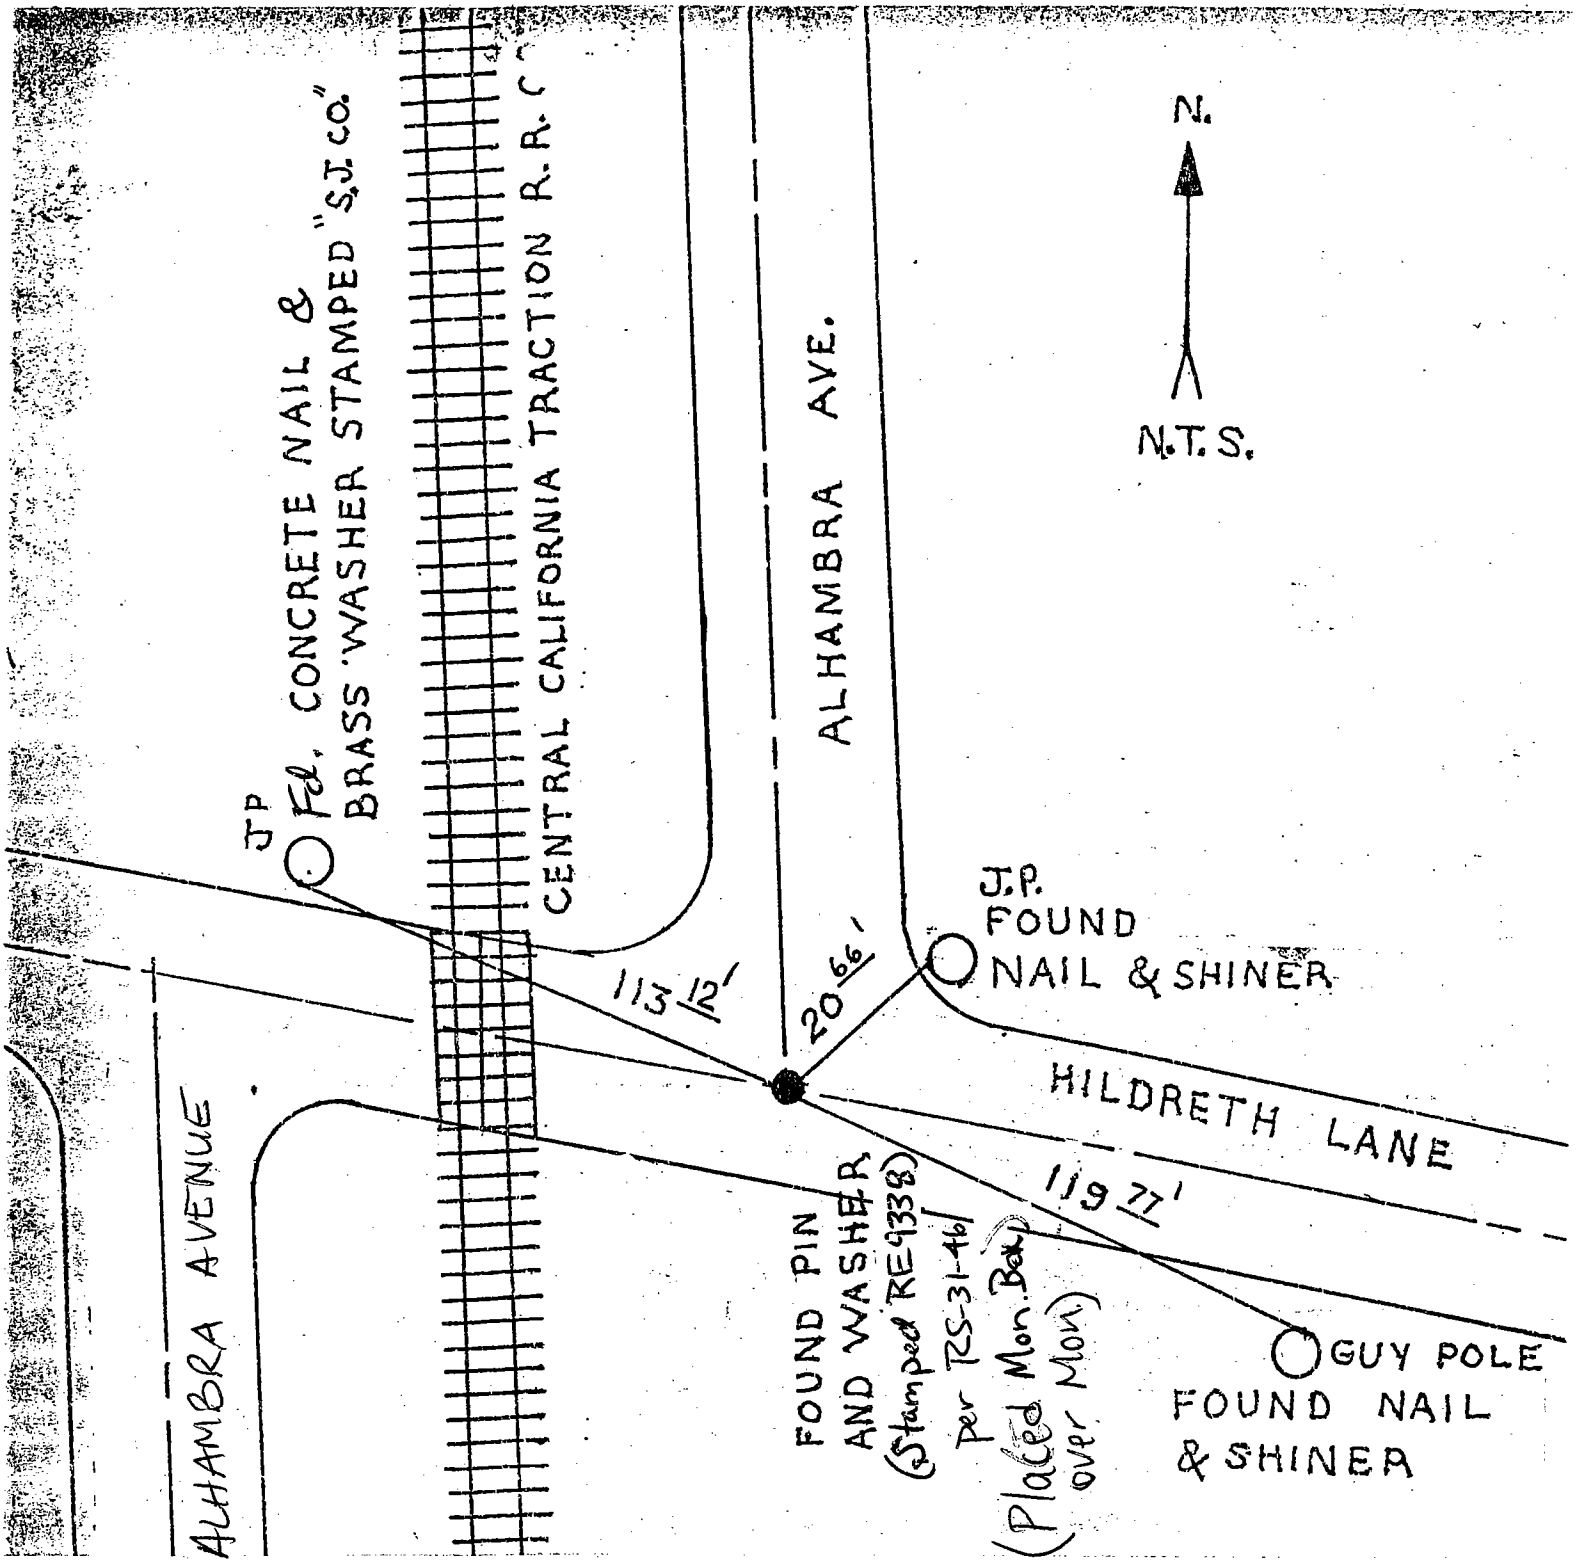 N.
N.T.S.
JP
Fd. CONCRETE NAIL &
BRASS WASHER STAMPED "S.J.CO."
CENTRAL CALIFORNIA TRACTION R.R.
ALHAMBRA AVE.
J.P.
FOUND
NAIL & SHINER
113 12'
20 66'
HILDRETH LANE
119 77'
ALHAMBRA AVENUE
FOUND PIN
AND WASHER
(Stamped RE9338)
per RS-31-46
(Placed Mon. Box
over Mon)
GUY POLE
FOUND NAIL
& SHINER